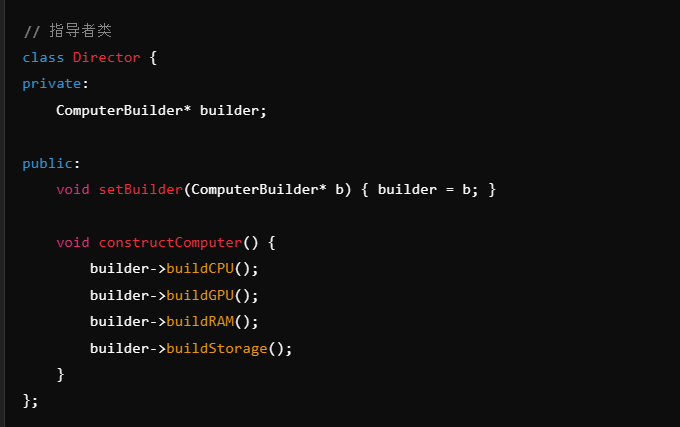 // 指导者类
class Director {
private:
    ComputerBuilder* builder;

public:
    void setBuilder(ComputerBuilder* b) { builder = b; }

    void constructComputer() {
        builder->buildCPU();
        builder->buildGPU();
        builder->buildRAM();
        builder->buildStorage();
    }
};